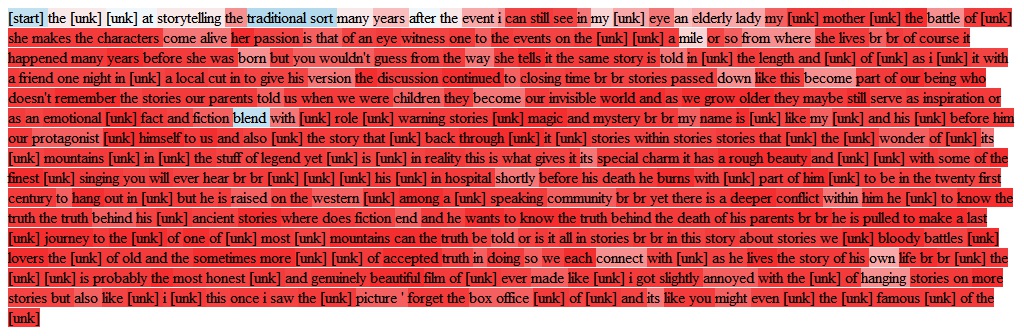 [start] the [unk] [unk] at storytelling the traditional sort many years after the event i can still see in my [unk] eye an elderly lady my [unk] mother [unk] the battle of [unk]
she makes the characters come alive her passion is that of an eye witness one to the events on the [unk] [unk] a mile or so from where she lives br br of course it
happened many years before she was born but you wouldn't guess from the way she tells it the same story is told in [unk] the length and [unk] of [unk] as i [unk] it with
a friend one night in [unk] a local cut in to give his version the discussion continued to closing time br br stories passed down like this become part of our being who
doesn't remember the stories our parents told us when we were children they become our invisible world and as we grow older they maybe still serve as inspiration or
as an emotional [unk] fact and fiction blend with [unk] role [unk] warning stories [unk] magic and mystery br br my name is [unk] like my [unk] and his [unk] before him
our protagonist [unk] himself to us and also [unk] the story that [unk] back through [unk] it [unk] stories within stories that [unk] the [unk] wonder of [unk] its
[unk] mountains [unk] in [unk] the stuff of legend yet [unk] is [unk] in reality this is what gives it its special charm it has a rough beauty and [unk] [unk] with some of the
finest [unk] singing you will ever hear br br [unk] [unk] [unk] his [unk] in hospital shortly before his death he burns with [unk] part of him [unk] to be in the twenty first
century to hang out in [unk] but he is raised on the western [unk] among a [unk] speaking community br br yet there is a deeper conflict within him he [unk] to know the
truth the truth behind his [unk] ancient stories where does fiction end and he wants to know the truth behind the death of his parents br br he is pulled to make a last
[unk] journey to the [unk] of one of [unk] most [unk] mountains can the truth be told or is it all in stories br br in this story about stories we [unk] bloody battles [unk]
lovers the [unk] of old and the sometimes more [unk] [unk] of accepted truth in doing so we each connect with [unk] as he lives the story of his own life br br [unk] the
[unk] [unk] is probably the most honest [unk] and genuinely beautiful film of [unk] ever made like [unk] i got slightly annoyed with the [unk] of hanging stories on more
stories but also like [unk] i [unk] this once i saw the [unk] picture ' forget the box office [unk] of [unk] and its like you might even [unk] the [unk] famous [unk] of the
[unk]